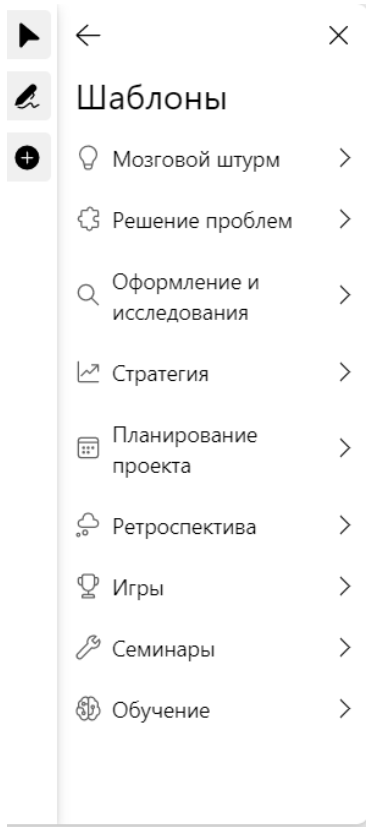 Шаблоны
Мозговой штурм
Решение проблем
Оформление и
исследования
Стратегия
Планирование
проекта
Ретроспектива
Игры
Семинары
Обучение